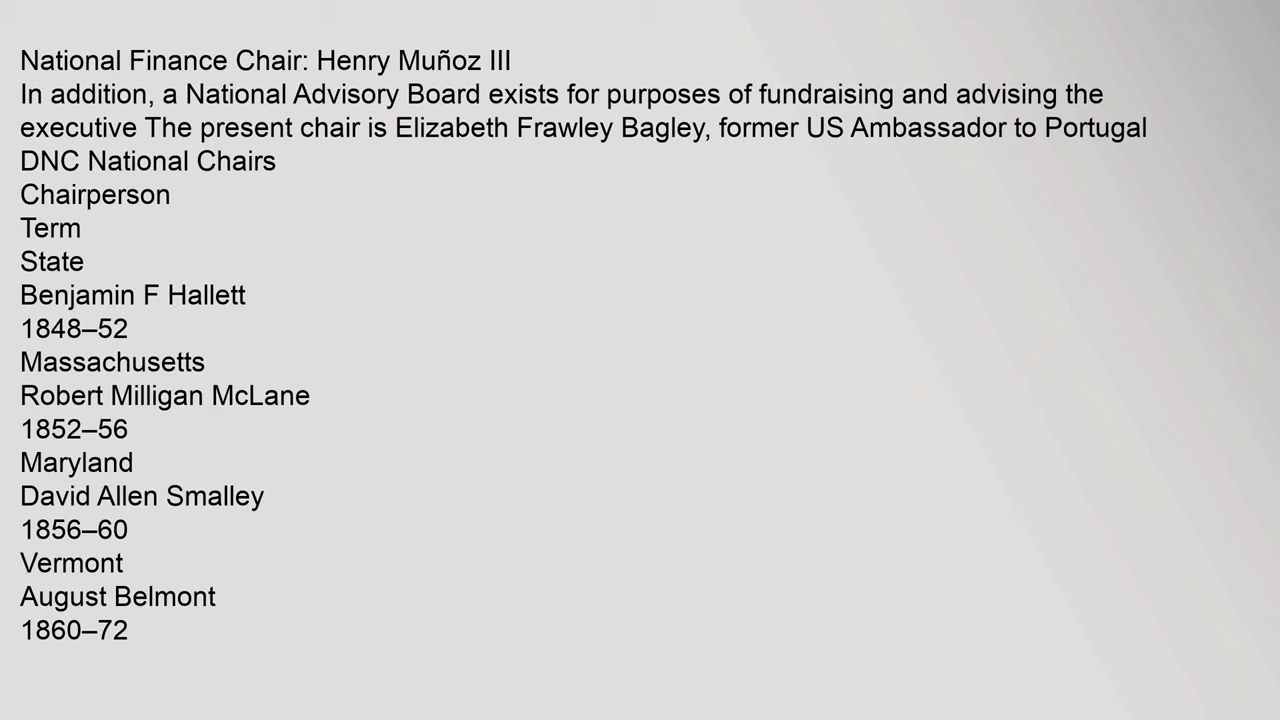 National Finance Chair: Henry Muñoz III
In addition, a National Advisory Board exists for purposes of fundraising and advising the
executive The present chair is Elizabeth Frawley Bagley, former US Ambassador to Portugal
DNC National Chairs
Chairperson
Term
State
Benjamin F Hallett
1848–52
Massachusetts
Robert Milligan McLane
1852–56
Maryland
David Allen Smalley
1856–60
Vermont
August Belmont
1860–72